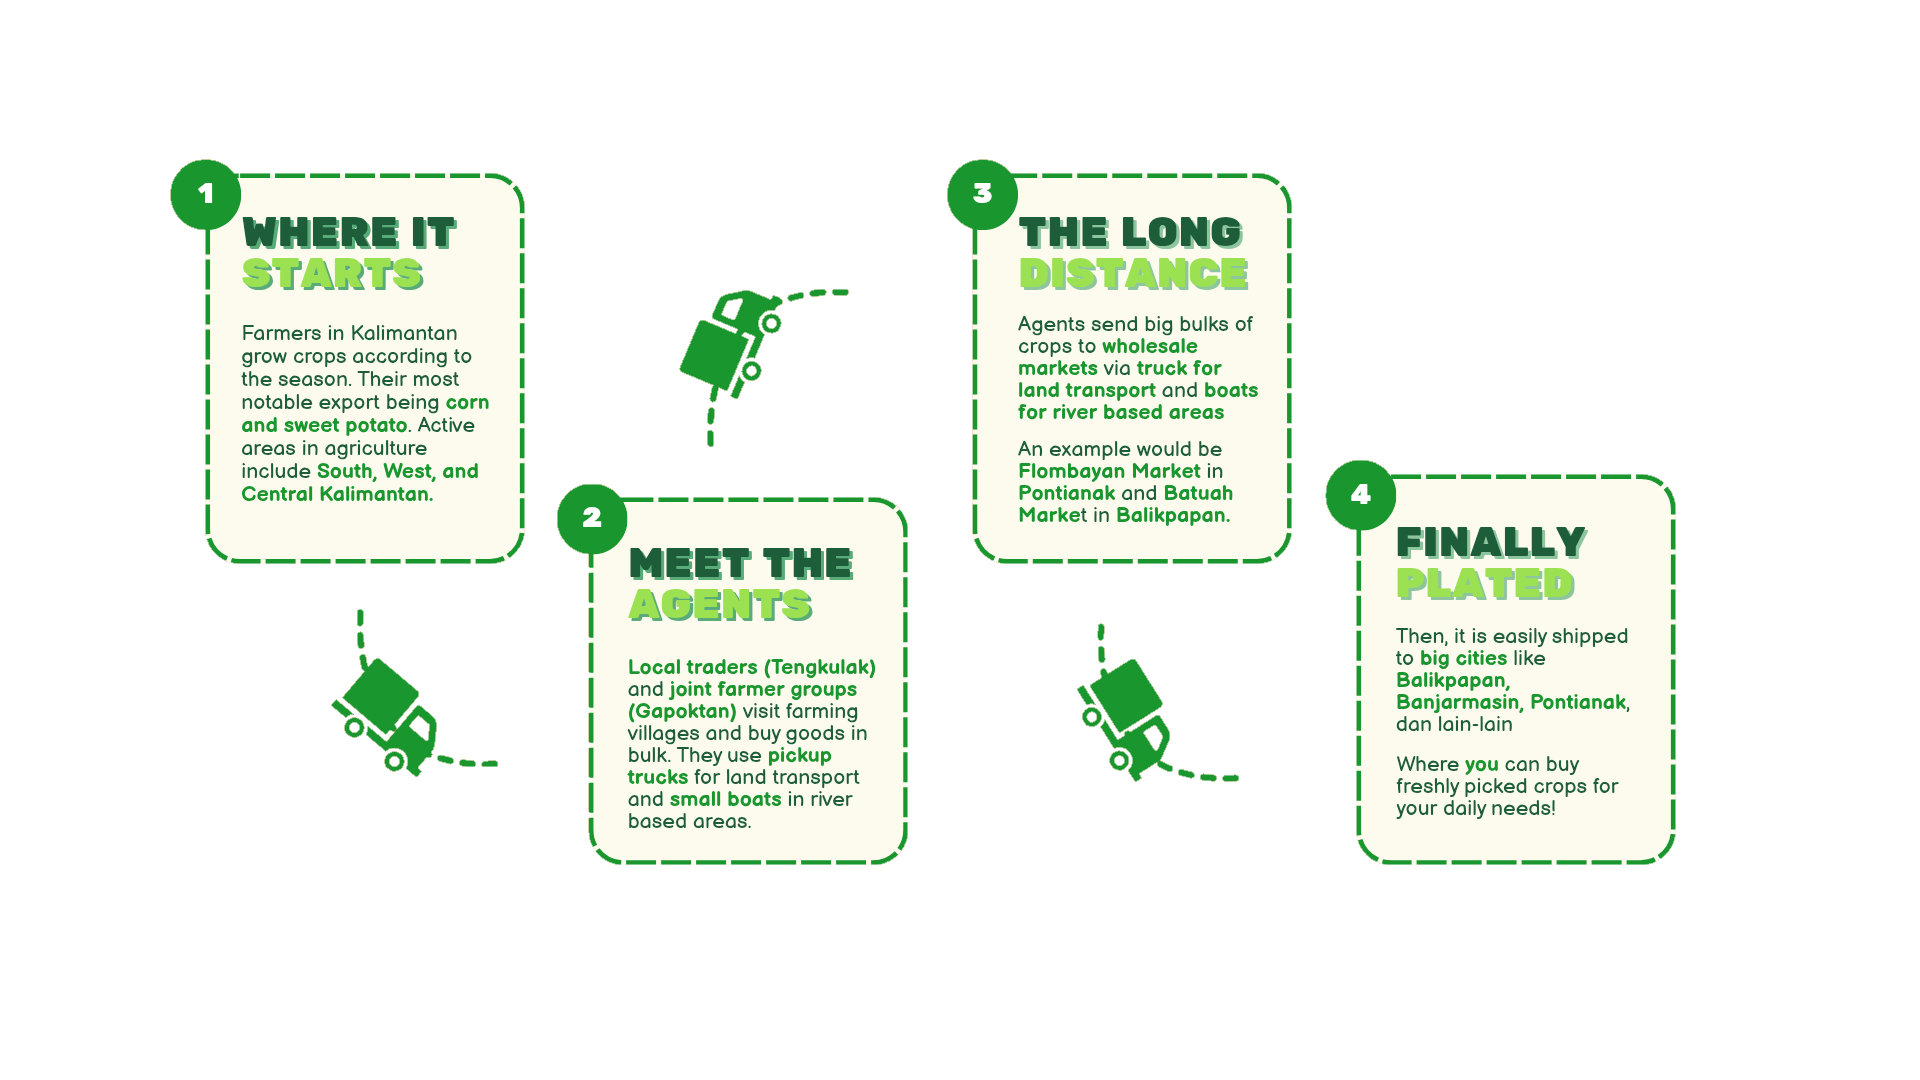 1
WHERE IT
STARTS
Farmers in Kalimantan
grow crops according to
the season. Their most
notable export being corn
and sweet potato. Active
areas in agriculture
include South, West, and
Central Kalimantan.
2
MEET THE
AGENTS
Local traders (Tengkulak)
and joint farmer groups
(Gapoktan) visit farming
villages and buy goods in
bulk. They use pickup
trucks for land transport
and small boats in river
based areas.
3
THE LONG
DISTANCE
Agents send big bulks of
crops to wholesale
markets via truck for
land transport and boats
for river based areas
An example would be
Flombayan Market in
Pontianak and Batuah
Market in Balikpapan.
4
FINALLY
PLATED
Then, it is easily shipped
to big cities like
Balikpapan,
Banjarmasin, Pontianak,
dan lain-lain
Where you can buy
freshly picked crops for
your daily needs!